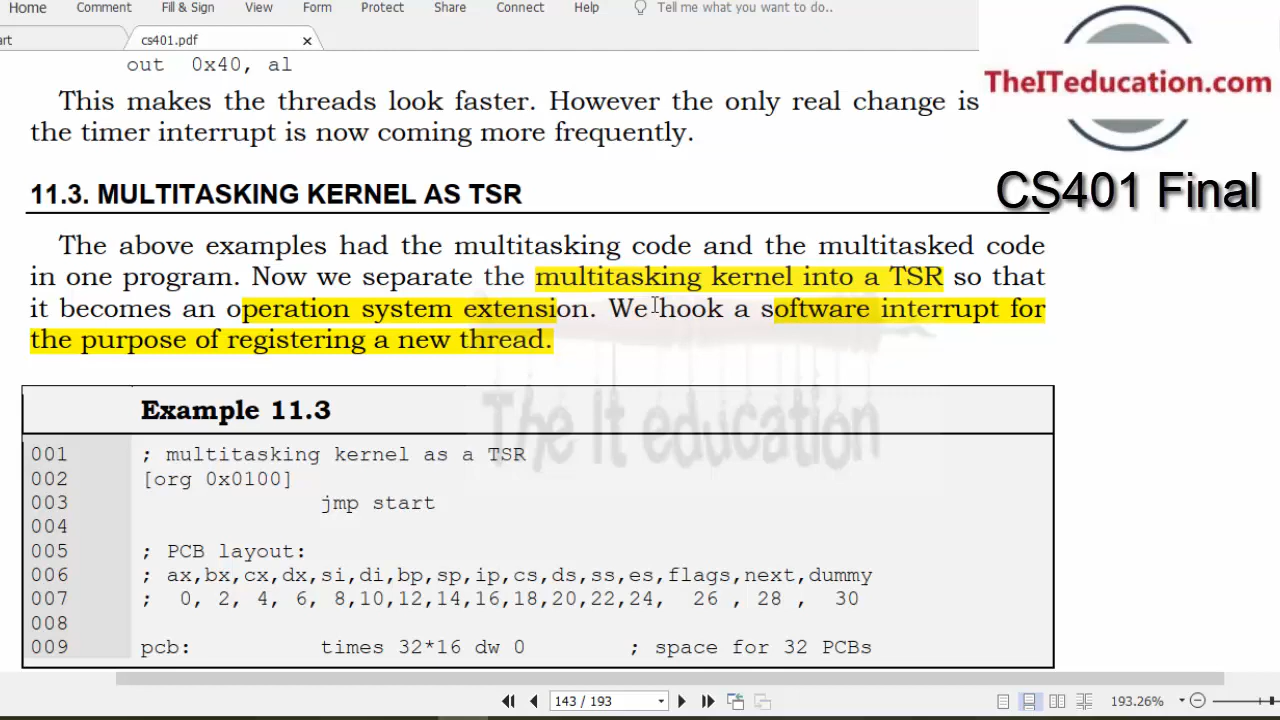 Home Comment Fill & Sign View Form Protect Share Connect Help Tell me what you want to do..
art cs401.pdf ×
out 0x40, al
This makes the threads look faster. However the only real change is
the timer interrupt is now coming more frequently.
TheITeducation.com
CS401 Final
11.3. MULTITASKING KERNEL AS TSR
The above examples had the multitasking code and the multitasked code
in one program. Now we separate the multitasking kernel into a TSR so that
it becomes an operation system extension. We hook a software interrupt for
the purpose of registering a new thread.
The It education
Example 11.3
001 ; multitasking kernel as a TSR
002 [org 0x0100]
003 jmp start
004
005 ; PCB layout:
006 ; ax,bx,cx,dx,si,di,bp,sp,ip,cs,ds,ss,es,flags,next,dummy
007 ; 0, 2, 4, 6, 8,10,12,14,16,18,20,22,24, 26 , 28 , 30
008
009 pcb: times 32*16 dw 0 ; space for 32 PCBs
143 / 193 193.26%